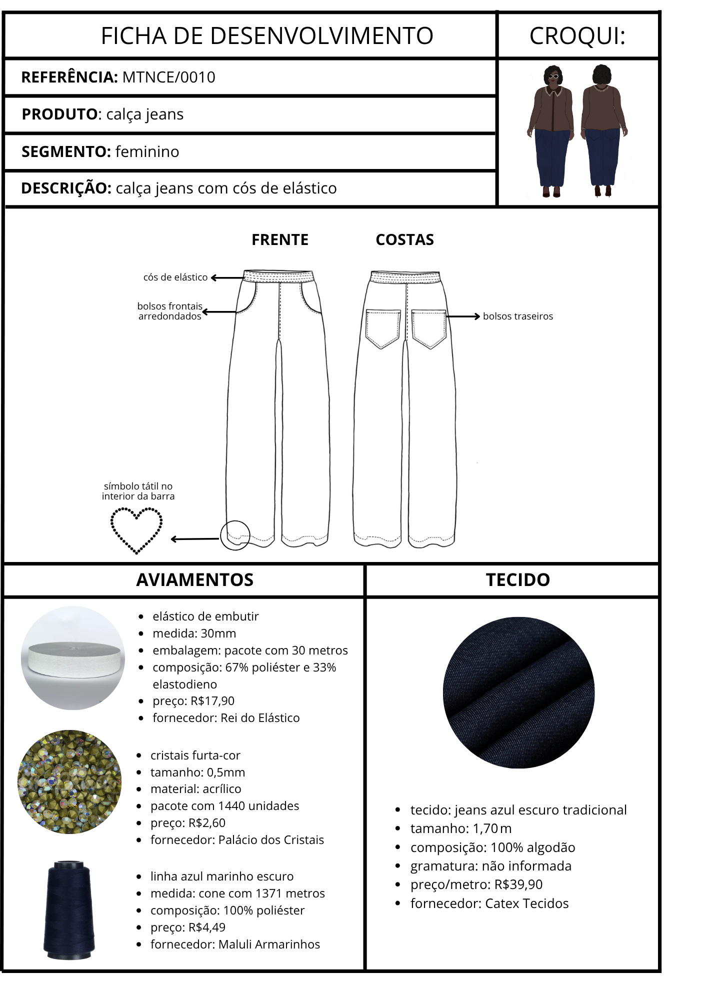 FICHA DE DESENVOLVIMENTO
CROQUI:
REFERÊNCIA: MTNCE/0010
PRODUTO: calça jeans
SEGMENTO: feminino
DESCRIÇÃO: calça jeans com cós de elástico
FRENTE
COSTAS
cós de elástico
bolsos frontais
arredondados
bolsos traseiros
símbolo tátil no
interior da barra
AVIAMENTOS
elástico de embutir
medida: 30mm
embalagem: pacote com 30 metros
composição: 67% poliéster e 33%
elastodieno
preço: R$17,90
fornecedor: Rei do Elástico
cristais furta-cor
tamanho: 0,5mm
material: acrílico
pacote com 1440 unidades
preço: R$2,60
fornecedor: Palácio dos Cristais
linha azul marinho escuro
medida: cone com 1371 metros
composição: 100% poliéster
preço: R$4,49
fornecedor: Maluli Armarinhos
TECIDO
tecido: jeans azul escuro tradicional
tamanho: 1,70 m
composição: 100% algodão
gramatura: não informada
preço/metro: R$39,90
fornecedor: Catex Tecidos